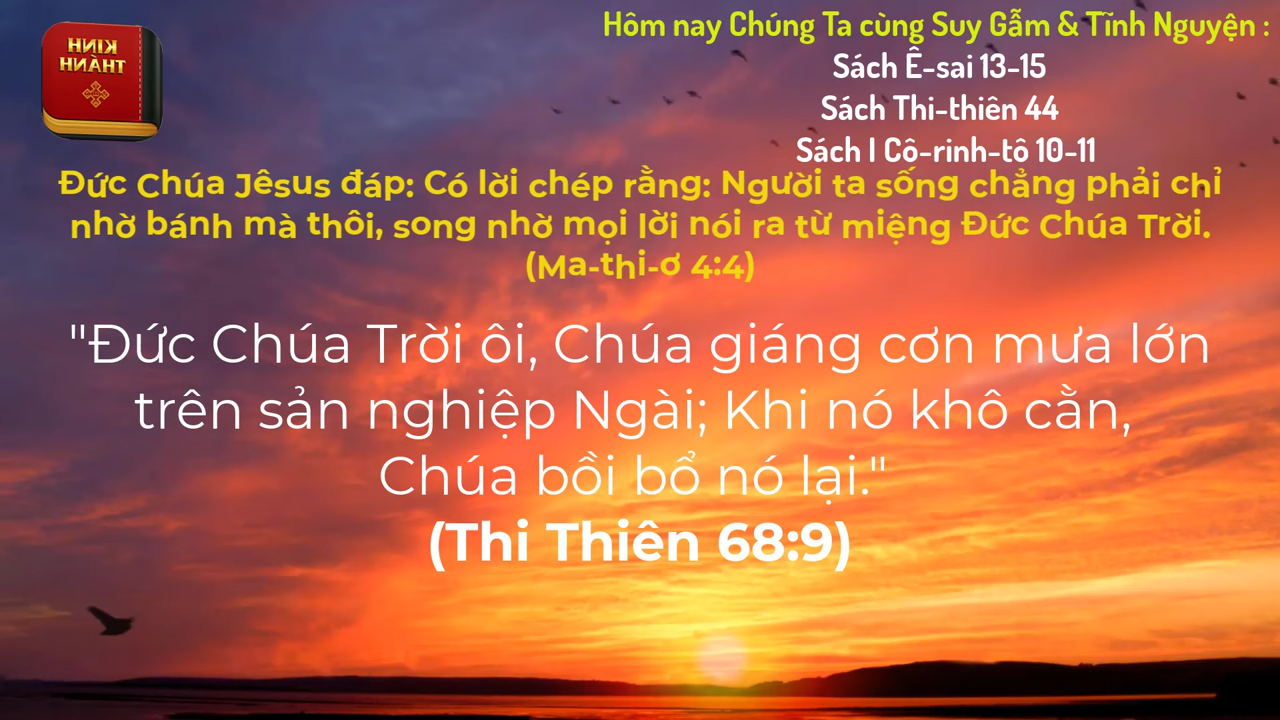 KINH
THÁNH
Hôm nay Chúng Ta cùng Suy Gẫm & Tĩnh Nguyện :
Sách Ê-sai 13-15
Sách Thi-thiên 44
Sách I Cô-rinh-tô 10-11
Đức Chúa Jêsus đáp: Có lời chép rằng: Người ta sống chẳng phải chỉ
nhờ bánh mà thôi, song nhờ mọi lời nói ra từ miệng Đức Chúa Trời.
(Ma-thi-ơ 4:4)
"Đức Chúa Trời ôi, Chúa giáng cơn mưa lớn
trên sản nghiệp Ngài; Khi nó khô cằn,
Chúa bồi bổ nó lại."
(Thi Thiên 68:9)